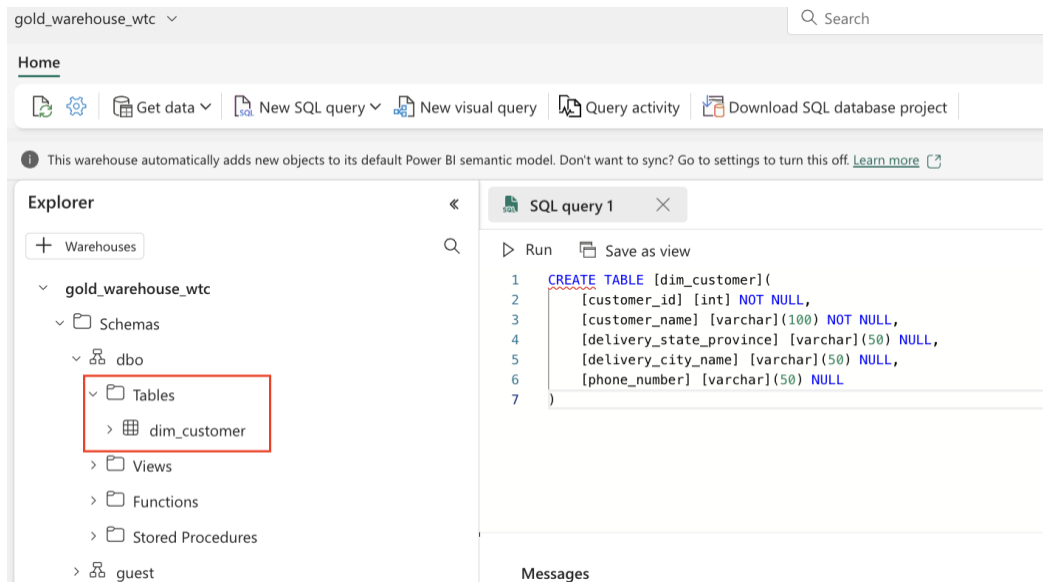 gold_warehouse_wtc
Search
Home
Get data
New SQL query
New visual query
Query activity
Download SQL database project
This warehouse automatically adds new objects to its default Power BI semantic model. Don't want to sync? Go to settings to turn this off. Learn more
Explorer
Warehouses
gold_warehouse_wtc
Schemas
dbo
Tables
dim_customer
Views
Functions
Stored Procedures
guest
SQL query 1
Run
Save as view
1 CREATE TABLE [dim_customer](
2 [customer_id] [int] NOT NULL,
3 [customer_name] [varchar](100) NOT NULL,
4 [delivery_state_province] [varchar](50) NULL,
5 [delivery_city_name] [varchar](50) NULL,
6 [phone_number] [varchar](50) NULL
7 )
Messages